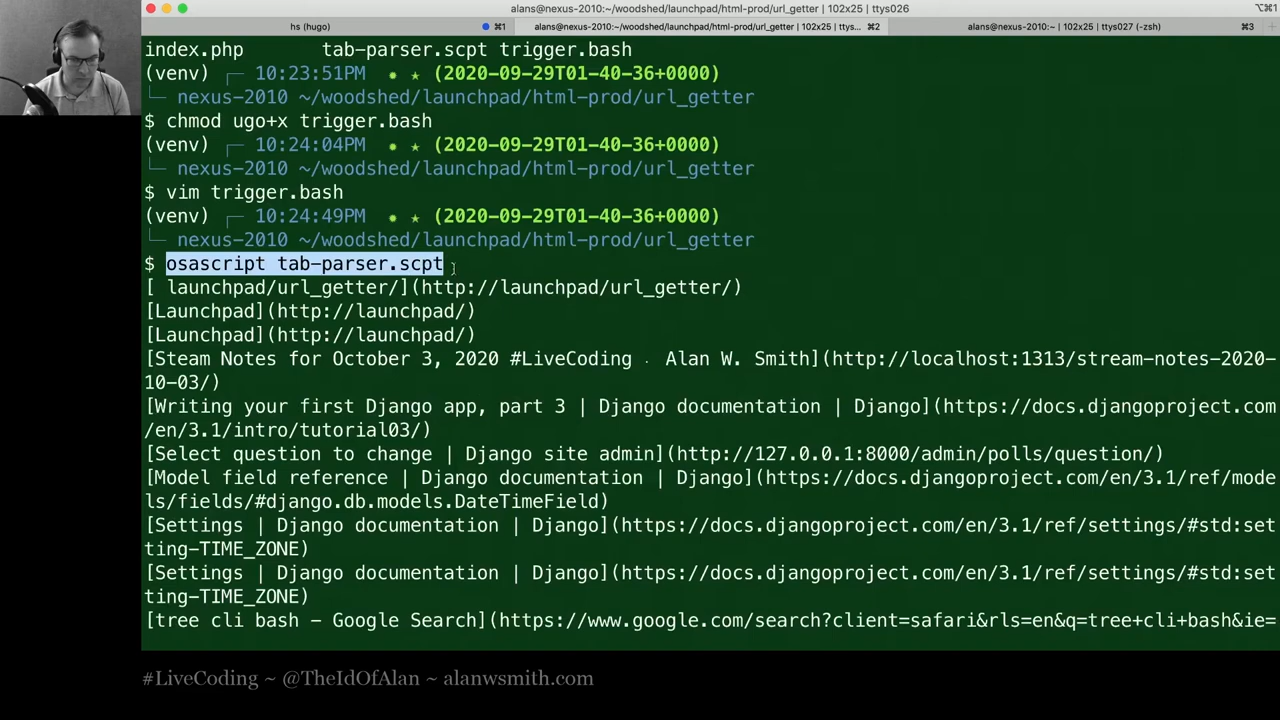 alans@nexus-2010:~/woodshed/launchpad/html-prod/url_getter | 102x25 | ttys026
⌥⌘1
hs (hugo) ⌘1 alans@nexus-2010:~/woodshed/launchpad/html-prod/url_getter | 102x25 | ttys... ⌘2 alans@nexus-2010:~ | 102x25 | ttys027 (-zsh) ⌘3
index.php tab-parser.scpt trigger.bash
(venv) ┌─ 10:23:51PM ● ★ (2020-09-29T01-40-36+0000)
└─ nexus-2010 ~/woodshed/launchpad/html-prod/url_getter
$ chmod ugo+x trigger.bash
(venv) ┌─ 10:24:04PM ● ★ (2020-09-29T01-40-36+0000)
└─ nexus-2010 ~/woodshed/launchpad/html-prod/url_getter
$ vim trigger.bash
(venv) ┌─ 10:24:49PM ● ★ (2020-09-29T01-40-36+0000)
└─ nexus-2010 ~/woodshed/launchpad/html-prod/url_getter
$ osascript tab-parser.scpt
[ launchpad/url_getter/](http://launchpad/url_getter/)
[Launchpad](http://launchpad/)
[Launchpad](http://launchpad/)
[Steam Notes for October 3, 2020 #LiveCoding · Alan W. Smith](http://localhost:1313/stream-notes-2020-
10-03/)
[Writing your first Django app, part 3 | Django documentation | Django](https://docs.djangoproject.com
/en/3.1/intro/tutorial03/)
[Select question to change | Django site admin](http://127.0.0.1:8000/admin/polls/question/)
[Model field reference | Django documentation | Django](https://docs.djangoproject.com/en/3.1/ref/mode
ls/fields/#django.db.models.DateTimeField)
[Settings | Django documentation | Django](https://docs.djangoproject.com/en/3.1/ref/settings/#std:set
ting-TIME_ZONE)
[Settings | Django documentation | Django](https://docs.djangoproject.com/en/3.1/ref/settings/#std:set
ting-TIME_ZONE)
[tree cli bash - Google Search](https://www.google.com/search?client=safari&rls=en&q=tree+cli+bash&ie=
#LiveCoding ~ @TheIdOfAlan ~ alanwsmith.com